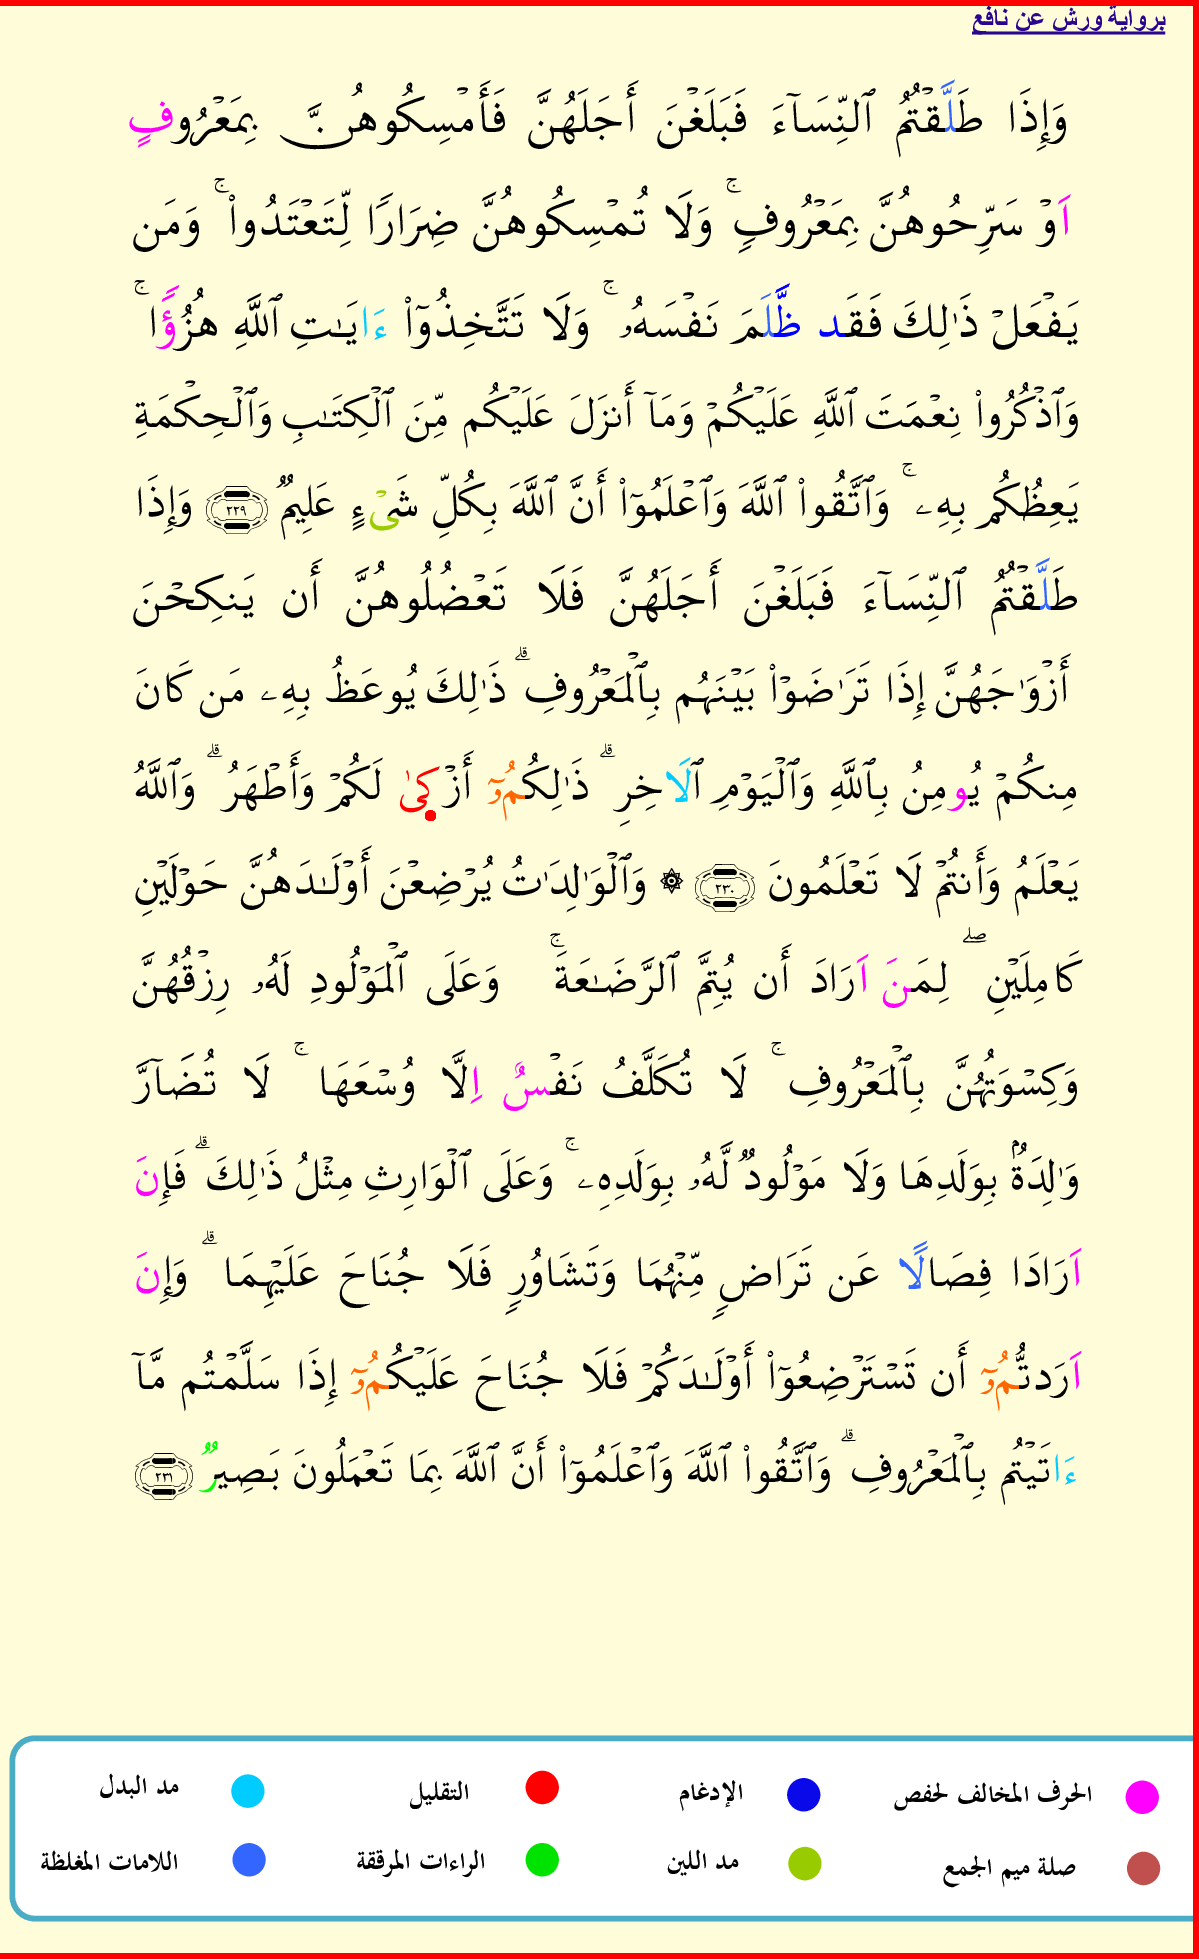 برواية ورش عن نافع
وَإِذَا طَلَّقْتُمُ ٱلنِّسَآءَ فَبَلَغْنَ أَجَلَهُنَّ فَأَمْسِكُوهُنَّ بِمَعْرُوفٍ
اَوْ سَرِّحُوهُنَّ بِمَعْرُوفٍۚ وَلَا تُمْسِكُوهُنَّ ضِرَارًا لِّتَعْتَدُوا۟ۚ وَمَن
يَفْعَلْ ذَٰلِكَ فَقَد ظَّلَمَ نَفْسَهُۥۚ وَلَا تَتَّخِذُوٓا۟ ءَايَـٰتِ ٱللَّهِ هُزُؤًاۚ
وَٱذْكُرُوا۟ نِعْمَتَ ٱللَّهِ عَلَيْكُمْ وَمَآ أَنزَلَ عَلَيْكُم مِّنَ ٱلْكِتَـٰبِ وَٱلْحِكْمَةِ
يَعِظُكُم بِهِۦۚ وَٱتَّقُوا۟ ٱللَّهَ وَٱعْلَمُوٓا۟ أَنَّ ٱللَّهَ بِكُلِّ شَىْءٍ عَلِيمٌ ٢٢٩ وَإِذَا
طَلَّقْتُمُ ٱلنِّسَآءَ فَبَلَغْنَ أَجَلَهُنَّ فَلَا تَعْضُلُوهُنَّ أَن يَنكِحْنَ
أَزْوَٰجَهُنَّ إِذَا تَرَٰضَوْا۟ بَيْنَهُم بِٱلْمَعْرُوفِۗ ذَٰلِكَ يُوعَظُ بِهِۦ مَن كَانَ
مِنكُمْ يُومِنُ بِٱللَّهِ وَٱلْيَوْمِ ٱلَاخِرِۗ ذَٰلِكُمُۥٓ أَزْكَىٰ لَكُمْ وَأَطْهَرُۗ وَٱللَّهُ
يَعْلَمُ وَأَنتُمْ لَا تَعْلَمُونَ ٢٣٠ ۞ وَٱلْوَٰلِدَٰتُ يُرْضِعْنَ أَوْلَـٰدَهُنَّ حَوْلَيْنِ
كَامِلَيْنِۖ لِمَنَ اَرَادَ أَن يُتِمَّ ٱلرَّضَـٰعَةَۚ وَعَلَى ٱلْمَوْلُودِ لَهُۥ رِزْقُهُنَّ
وَكِسْوَتُهُنَّ بِٱلْمَعْرُوفِۚ لَا تُكَلَّفُ نَفْسٌ اِلَّا وُسْعَهَاۚ لَا تُضَآرَّ
وَٰلِدَةٌۢ بِوَلَدِهَا وَلَا مَوْلُودٌ لَّهُۥ بِوَلَدِهِۦۚ وَعَلَى ٱلْوَارِثِ مِثْلُ ذَٰلِكَۗ فَإِنَ
اَرَادَا فِصَالًا عَن تَرَاضٍ مِّنْهُمَا وَتَشَاوُرٍ فَلَا جُنَاحَ عَلَيْهِمَاۗ وَإِنَ
اَرَدتُّمُۥٓ أَن تَسْتَرْضِعُوٓا۟ أَوْلَـٰدَكُمْ فَلَا جُنَاحَ عَلَيْكُمُۥٓ إِذَا سَلَّمْتُم مَّآ
ءَاتَيْتُم بِٱلْمَعْرُوفِۗ وَٱتَّقُوا۟ ٱللَّهَ وَٱعْلَمُوٓا۟ أَنَّ ٱللَّهَ بِمَا تَعْمَلُونَ بَصِيرٌ ٢٣١
الحرف المخالف لحفص الإدغام التقليل مد البدل
صلة ميم الجمع مد اللين الراءات المرققة اللامات المغلظة